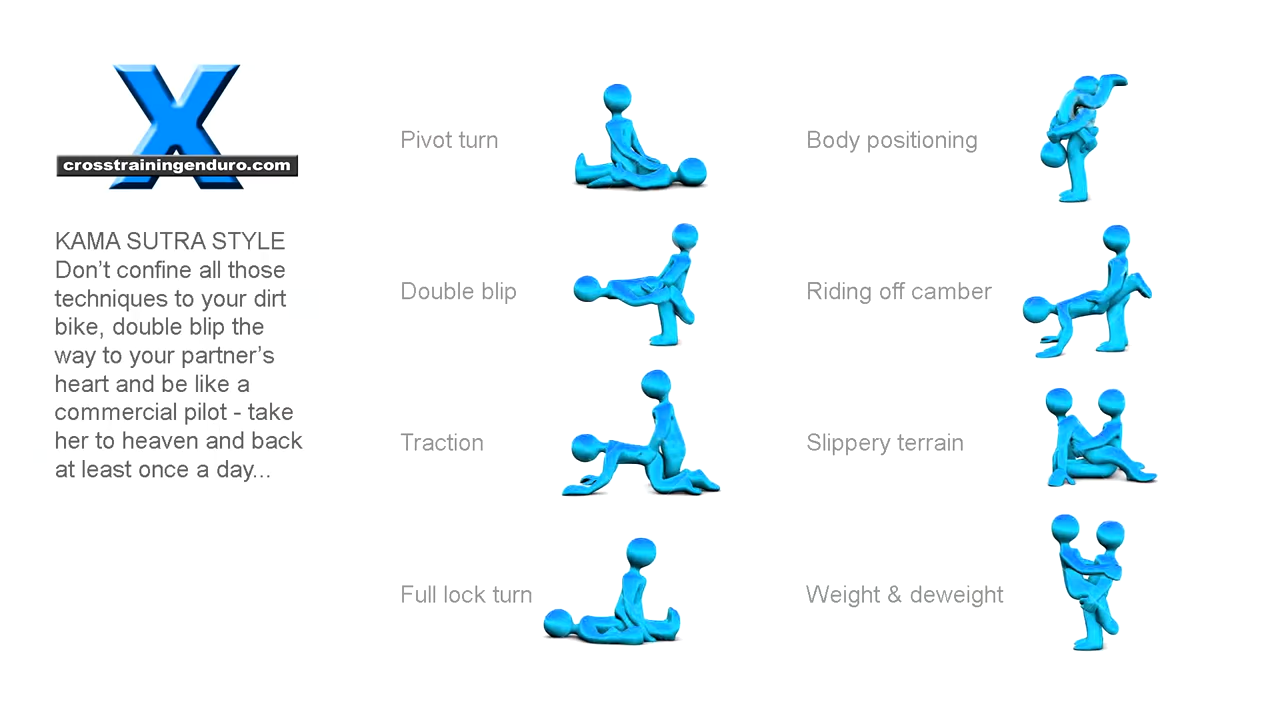 crosstrainingenduro.com
KAMA SUTRA STYLE
Don't confine all those
techniques to your dirt
bike, double blip the
way to your partner's
heart and be like a
commercial pilot - take
her to heaven and back
at least once a day...
Pivot turn
Double blip
Traction
Full lock turn
Body positioning
Riding off camber
Slippery terrain
Weight & deweight